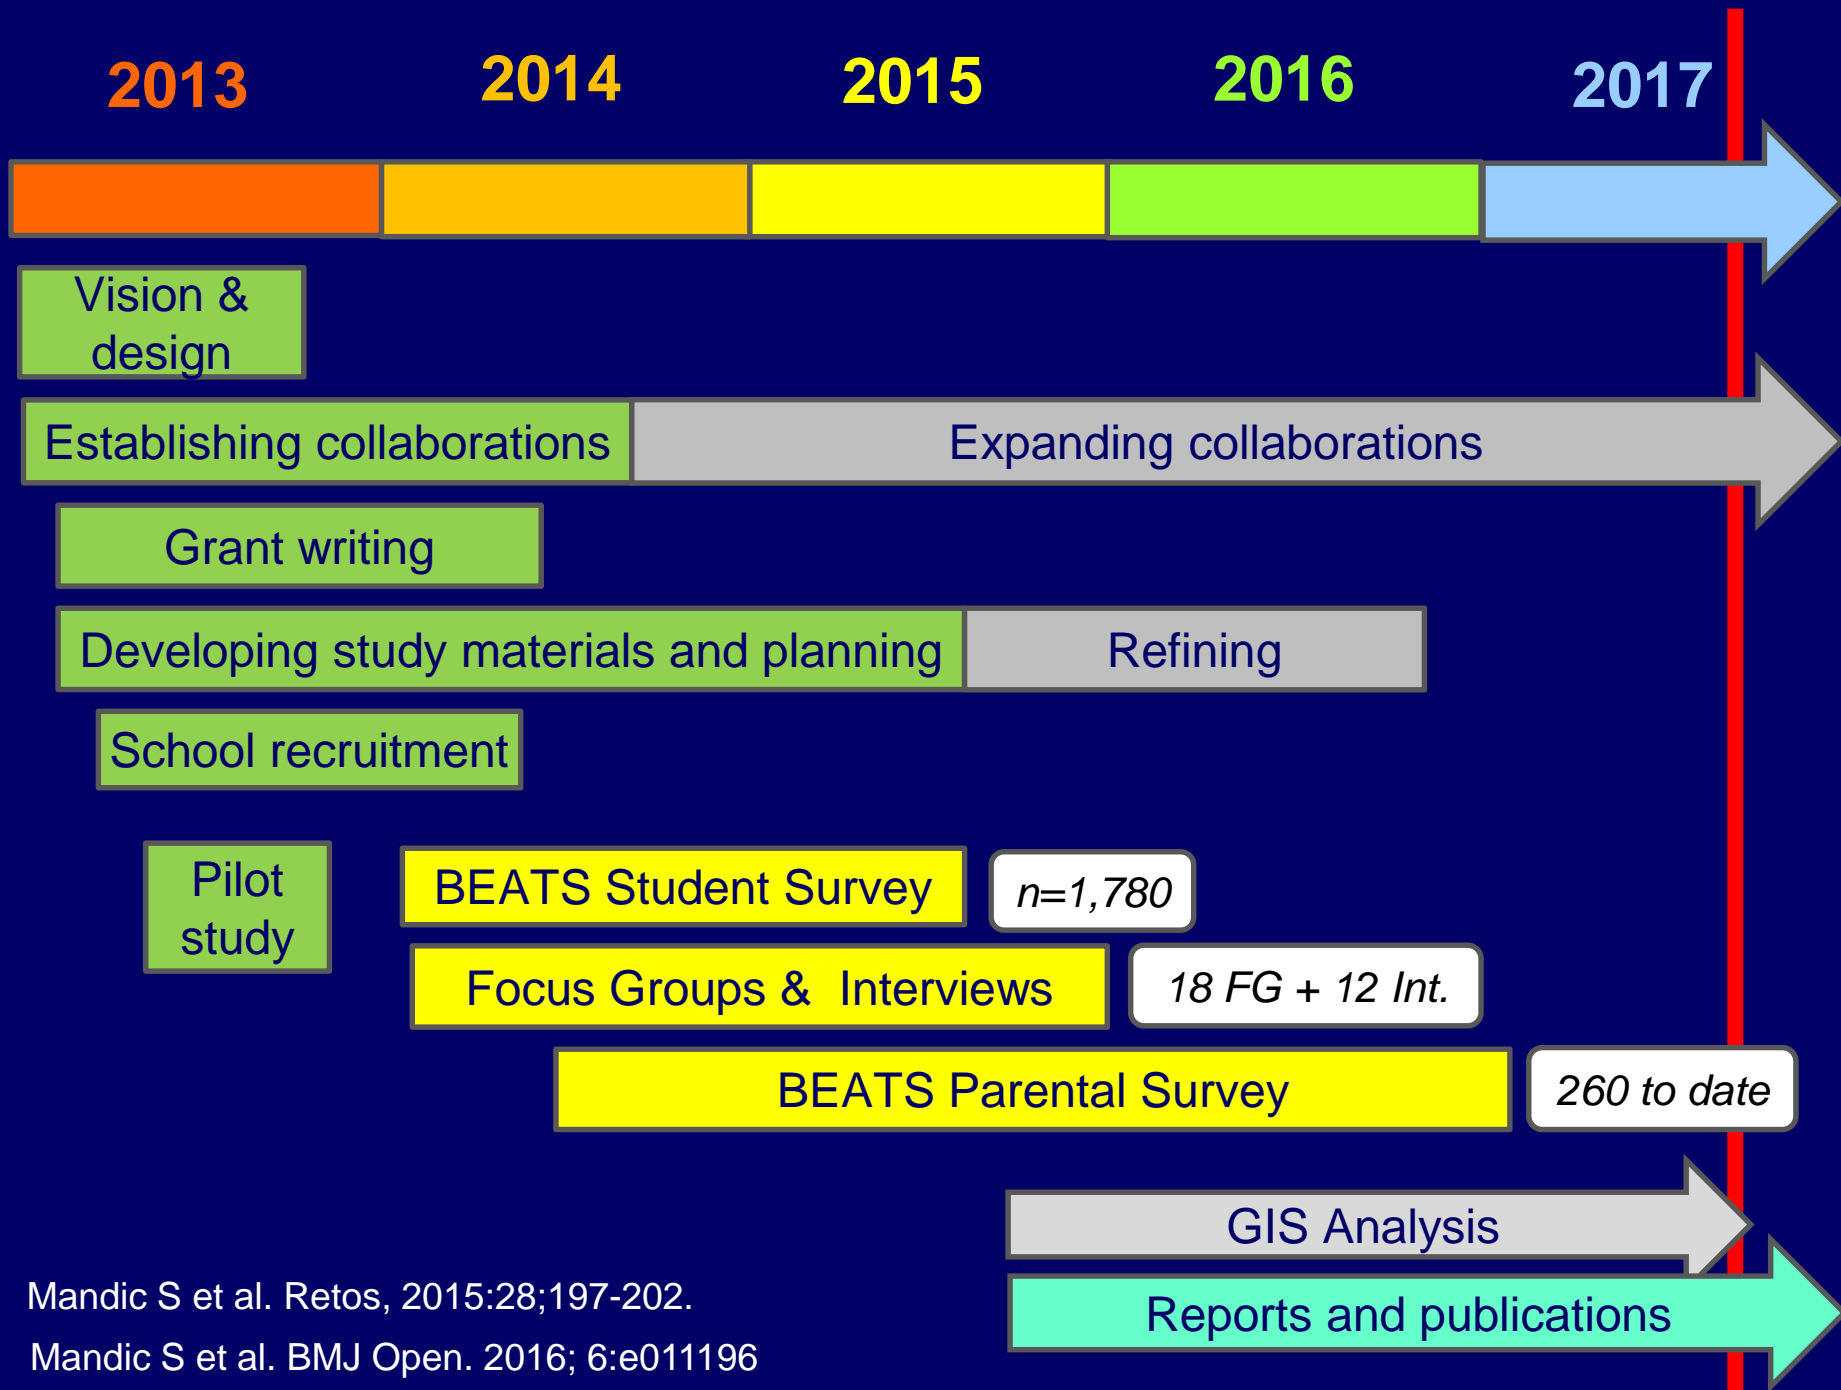 2013 2014 2015 2016 2017
Vision &
design
Establishing collaborations Expanding collaborations
Grant writing
Developing study materials and planning Refining
School recruitment
Pilot
study
BEATS Student Survey n=1,780
Focus Groups & Interviews 18 FG + 12 Int.
BEATS Parental Survey 260 to date
GIS Analysis
Reports and publications
Mandic S et al. Retos, 2015:28;197-202.
Mandic S et al. BMJ Open. 2016; 6:e011196